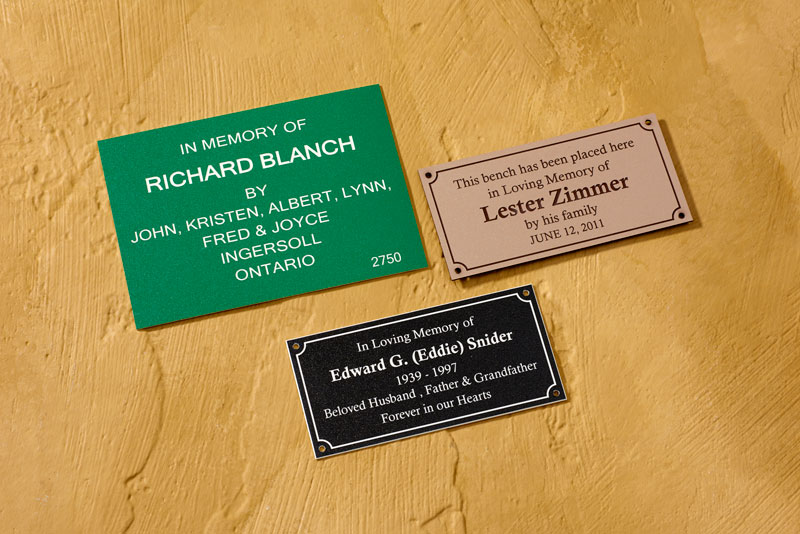 IN MEMORY OF
RICHARD BLANCH
BY
JOHN, KRISTEN, ALBERT, LYNN,
FRED & JOYCE
INGERSOLL
ONTARIO
2750
This bench has been placed here
in Loving Memory of
Lester Zimmer
by his family
JUNE 12, 2011
In Loving Memory of
Edward G. (Eddie) Snider
1939 - 1997
Beloved Husband , Father & Grandfather
Forever in our Hearts